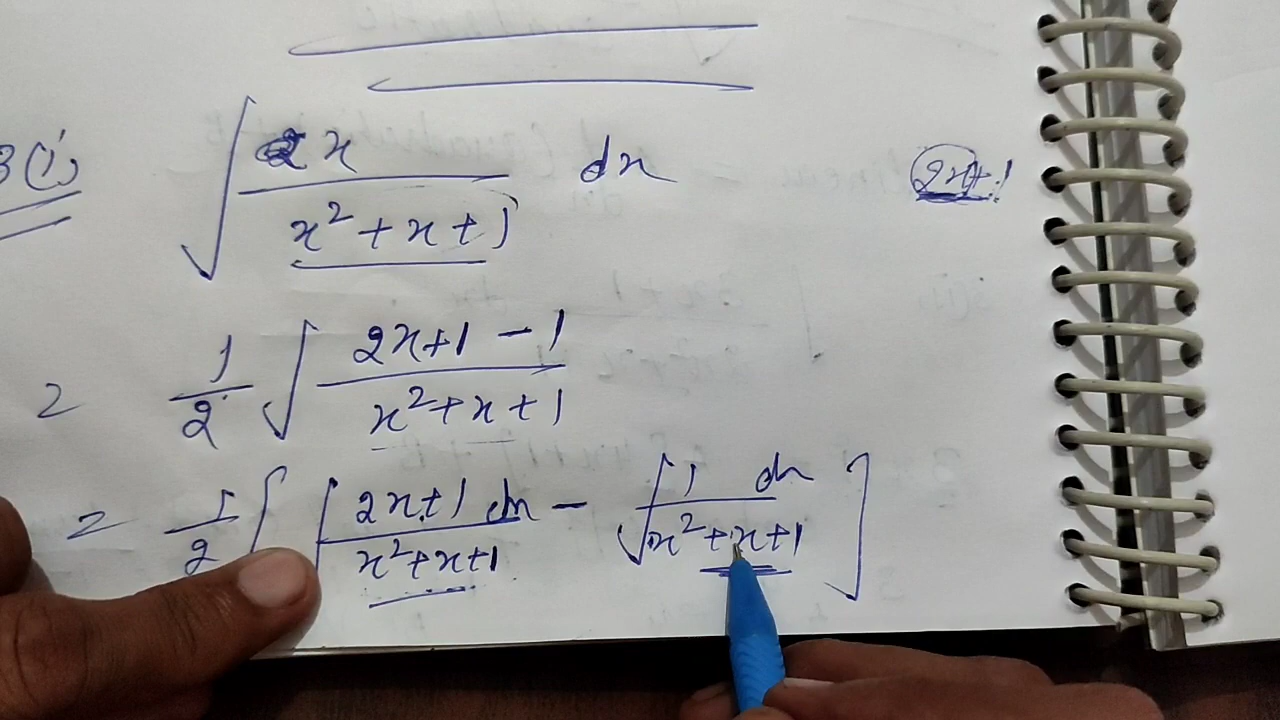 3(i) ∫ 2x / x² + x + 1 dx
2x+1
= 1/2 ∫ 2x+1 - 1 / x² + x + 1
= 1/2 [ ∫ 2x+1 dx / x² + x + 1 - ∫ 1 dx / x² + x + 1 ]